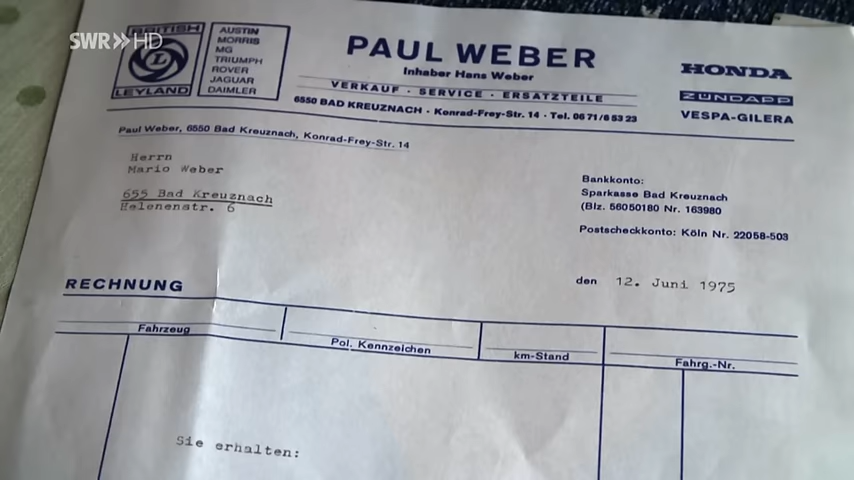 SWR»HD
BRITISH
L
LEYLAND
AUSTIN
MORRIS
MG
TRIUMPH
ROVER
JAGUAR
DAIMLER
PAUL WEBER
Inhaber Hans Weber
VERKAUF · SERVICE · ERSATZTEILE
6550 BAD KREUZNACH · Konrad-Frey-Str. 14 · Tel. 06 71/6 53 23
HONDA
ZÜNDAPP
VESPA-GILERA
Paul Weber, 6550 Bad Kreuznach, Konrad-Frey-Str. 14
Herrn
Mario Weber
655 Bad Kreuznach
Helenenstr. 6
Bankkonto:
Sparkasse Bad Kreuznach
(Blz. 56050180 Nr. 163980
Postscheckkonto: Köln Nr. 22058-503
den 12. Juni 1975
RECHNUNG
Fahrzeug
Pol. Kennzeichen
km-Stand
Fahrg.-Nr.
Sie erhalten: